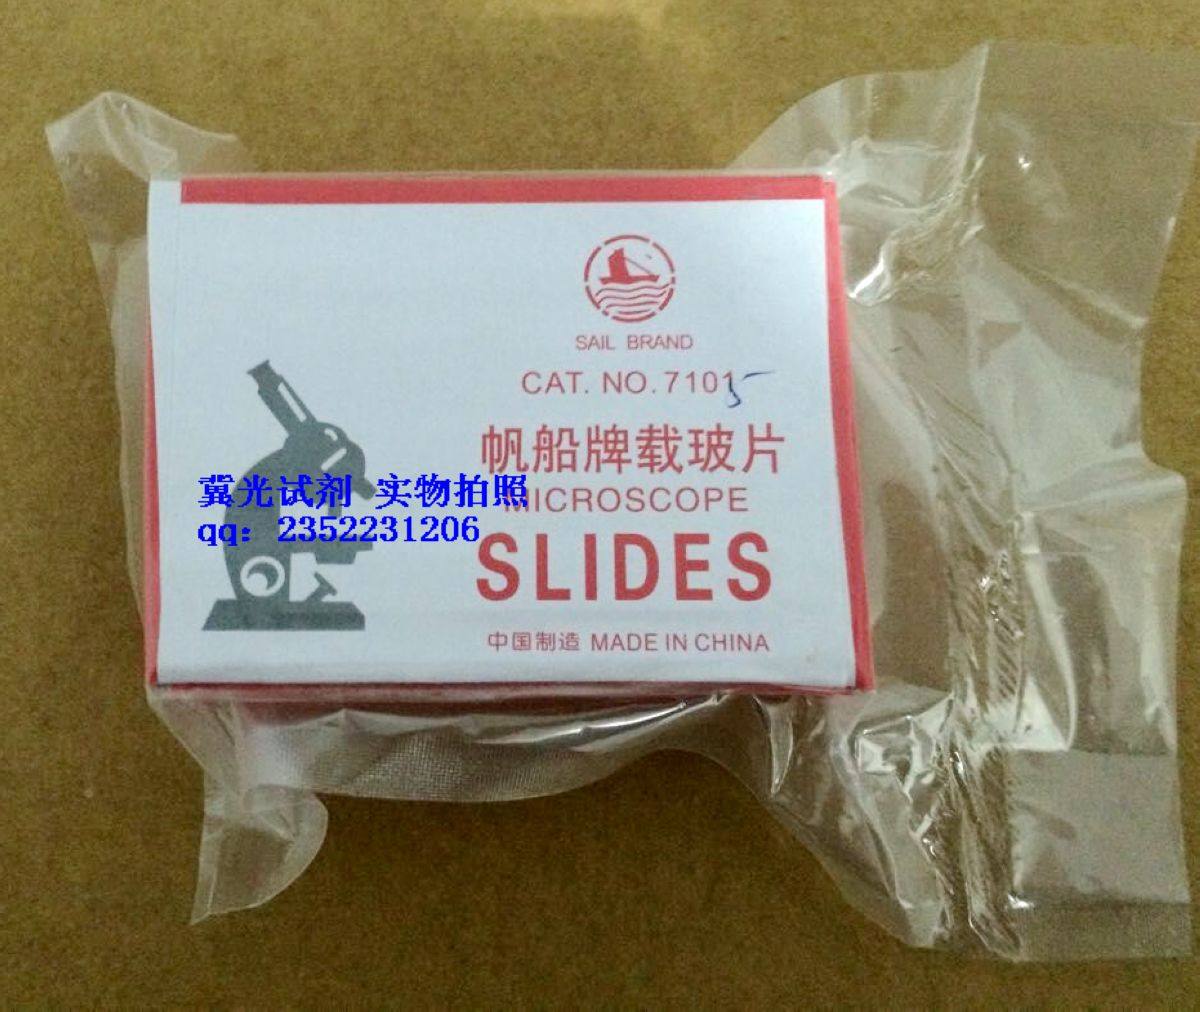 SAIL BRAND
CAT. NO. 7105
帆船牌载玻片
MICROSCOPE
SLIDES
中国制造 MADE IN CHINA
冀光试剂 实物拍照
qq：2352231206